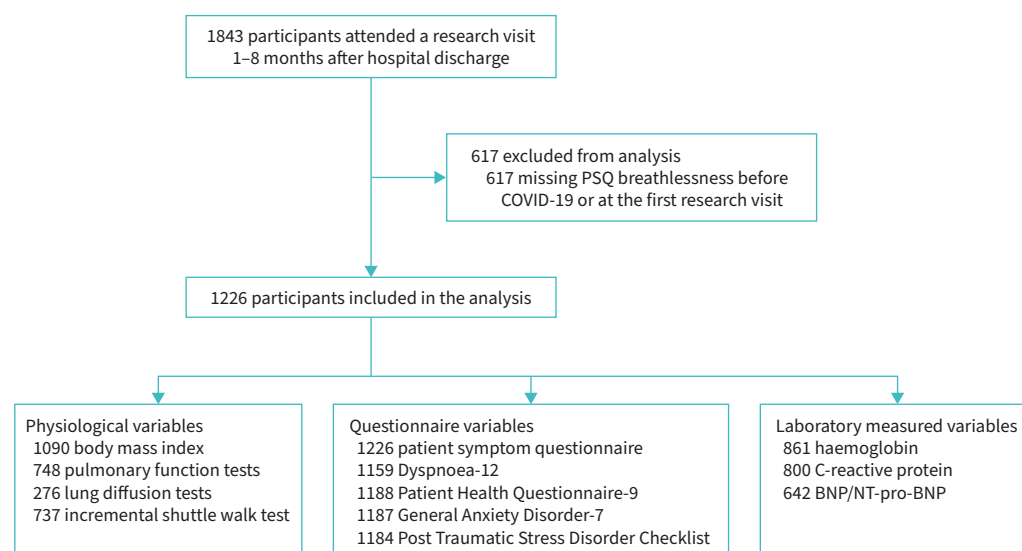 1843 participants attended a research visit
1–8 months after hospital discharge
617 excluded from analysis
617 missing PSQ breathlessness before
COVID-19 or at the first research visit
1226 participants included in the analysis
Physiological variables
1090 body mass index
748 pulmonary function tests
276 lung diffusion tests
737 incremental shuttle walk test
Questionnaire variables
1226 patient symptom questionnaire
1159 Dyspnoea-12
1188 Patient Health Questionnaire-9
1187 General Anxiety Disorder-7
1184 Post Traumatic Stress Disorder Checklist
Laboratory measured variables
861 haemoglobin
800 C-reactive protein
642 BNP/NT-pro-BNP